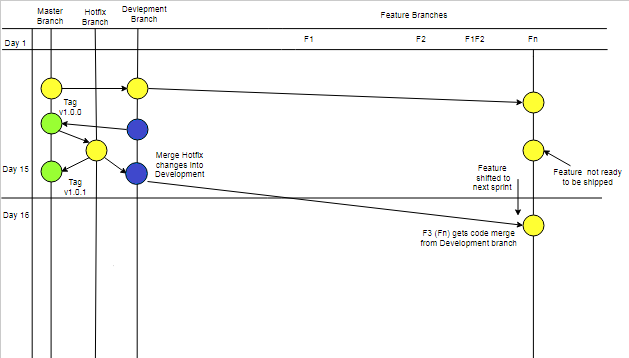 Master
Branch
Hotfix
Branch
Devlepment
Branch
Feature Branches
Day 1
F1
F2
F1F2
Fn
Tag
v1.0.0
Merge Hotfix
changes into
Development
Day 15
Tag
v1.0.1
Feature
shifted to
next sprint
Feature not ready
to be shipped
Day 16
F3 (Fn) gets code merge
from Development branch